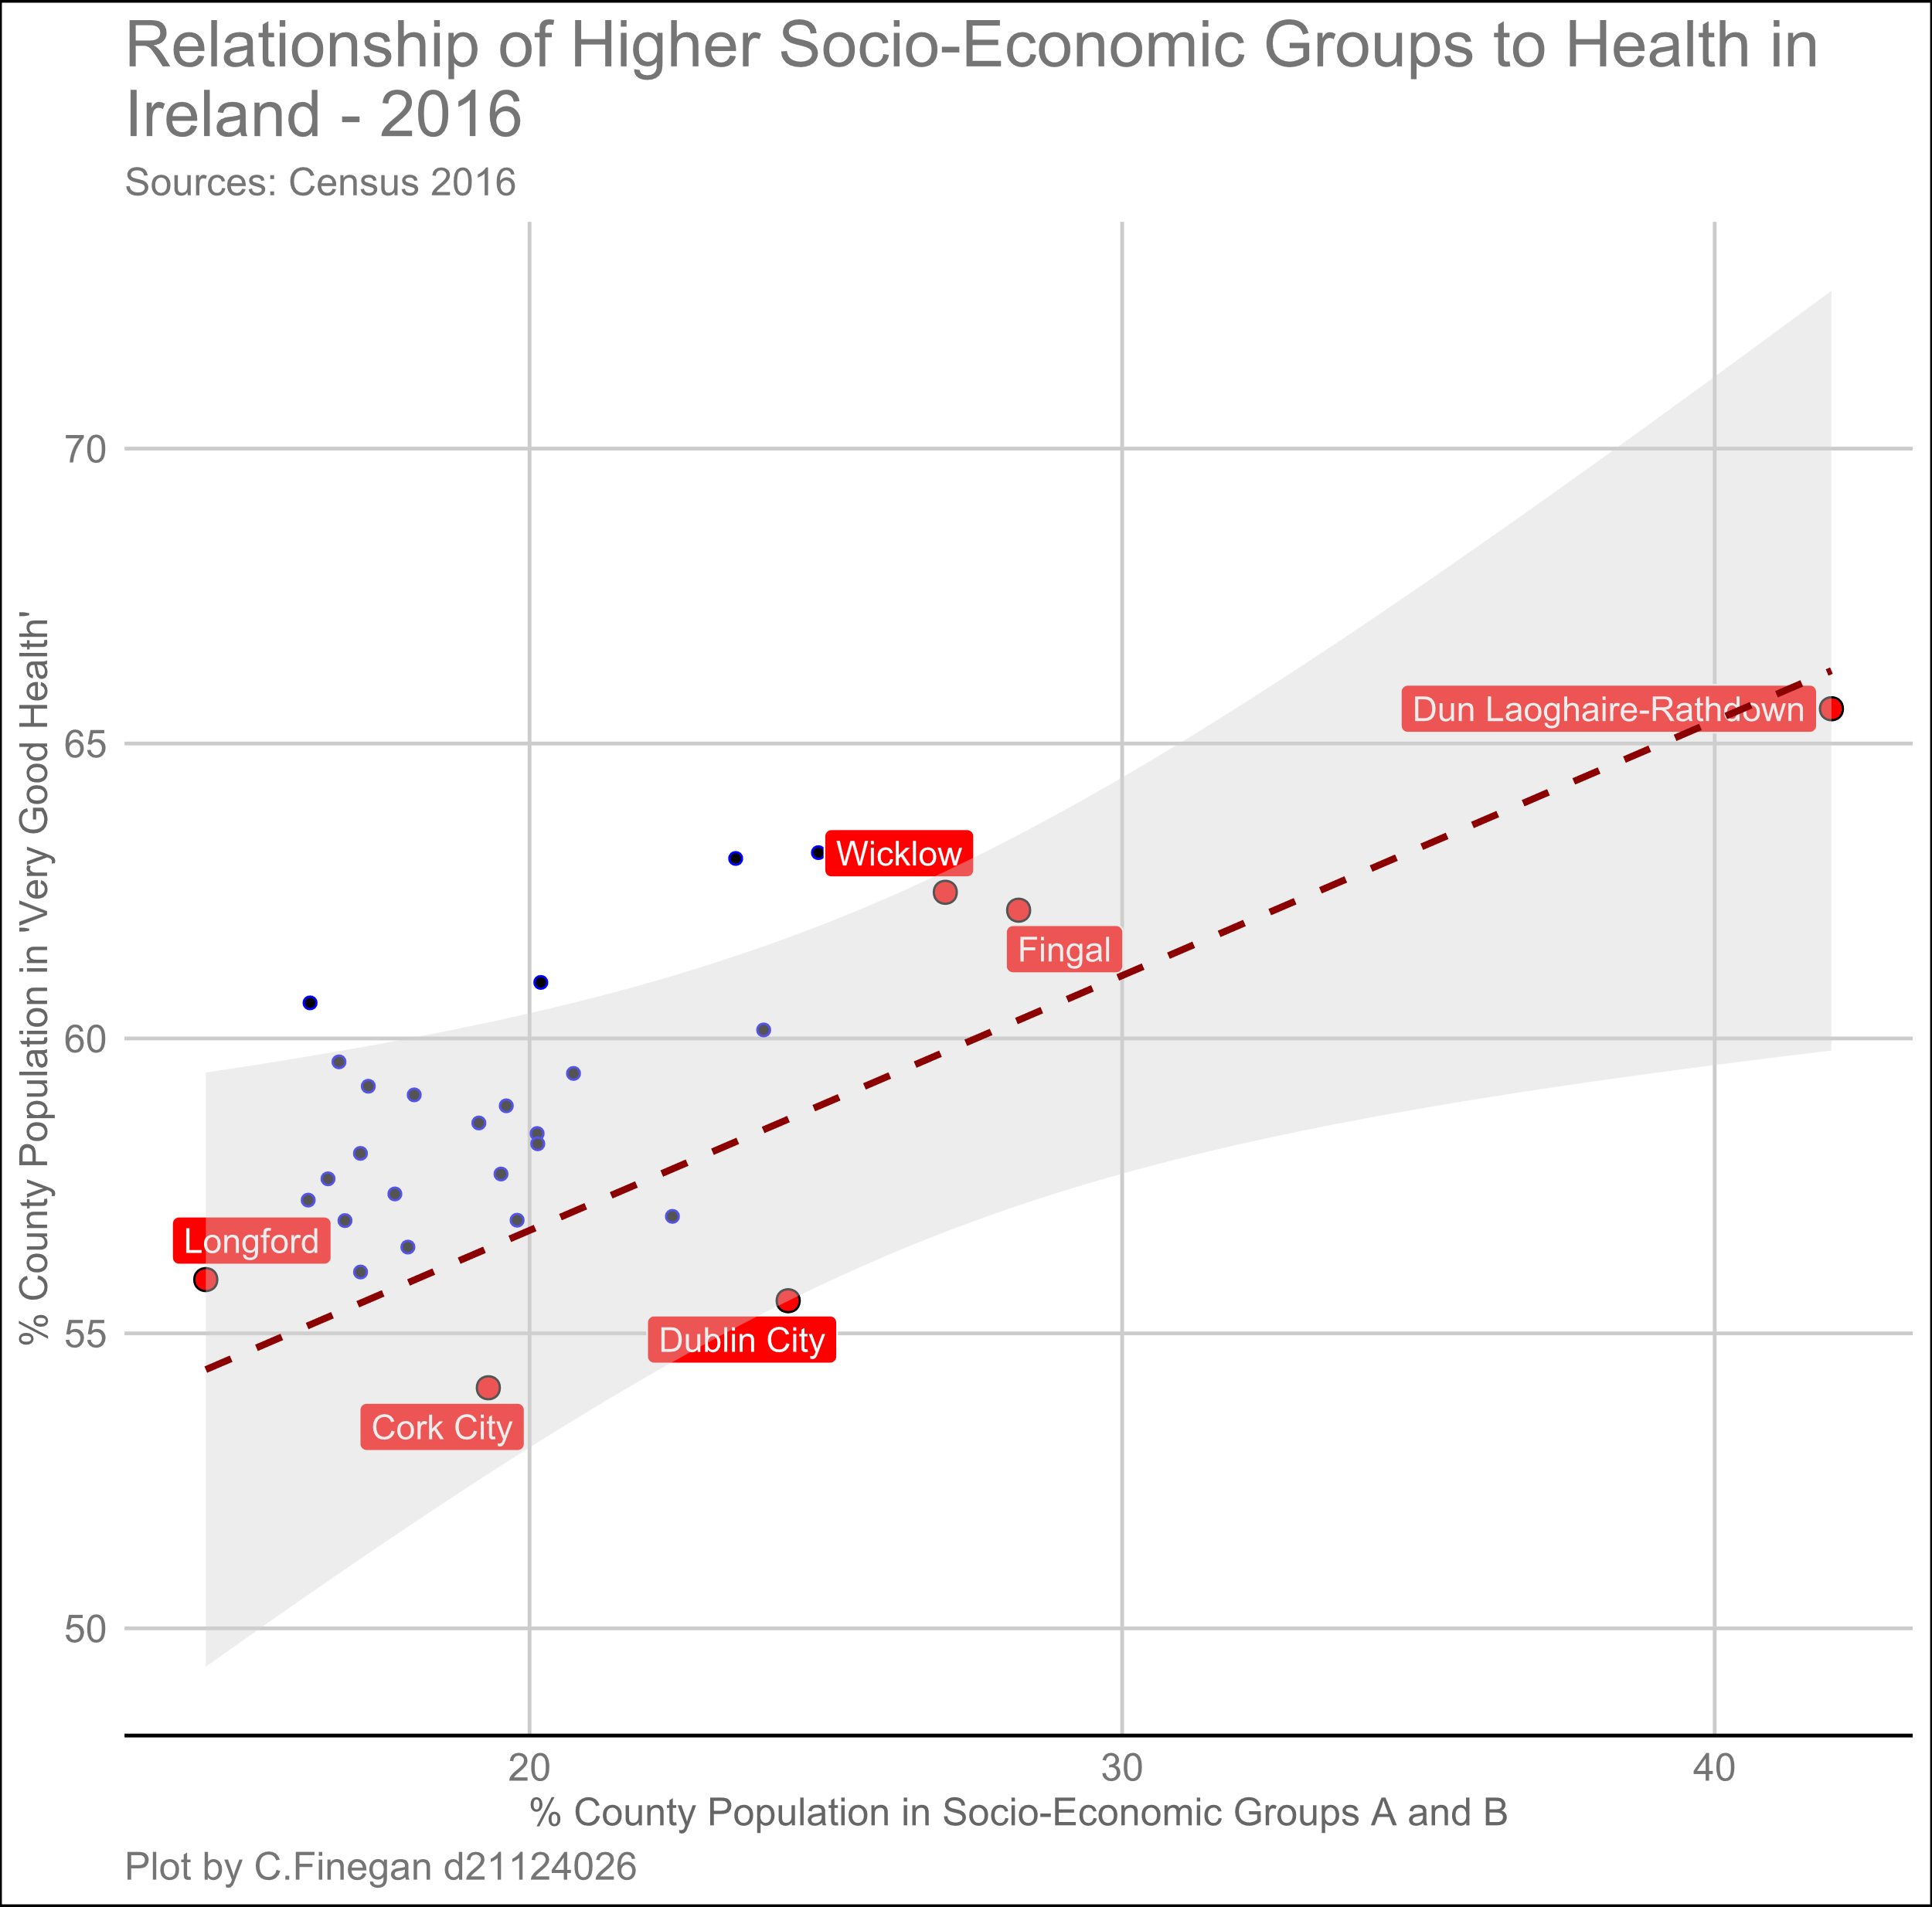 Relationship of Higher Socio-Economic Groups to Health in
Ireland - 2016
Sources: Census 2016
% County Population in 'Very Good Health'
70
65
60
55
50
Dun Laoghaire-Rathdown
Wicklow
Fingal
Longford
Dublin City
Cork City
20
30
40
% County Population in Socio-Economic Groups A and B
Plot by C.Finegan d21124026